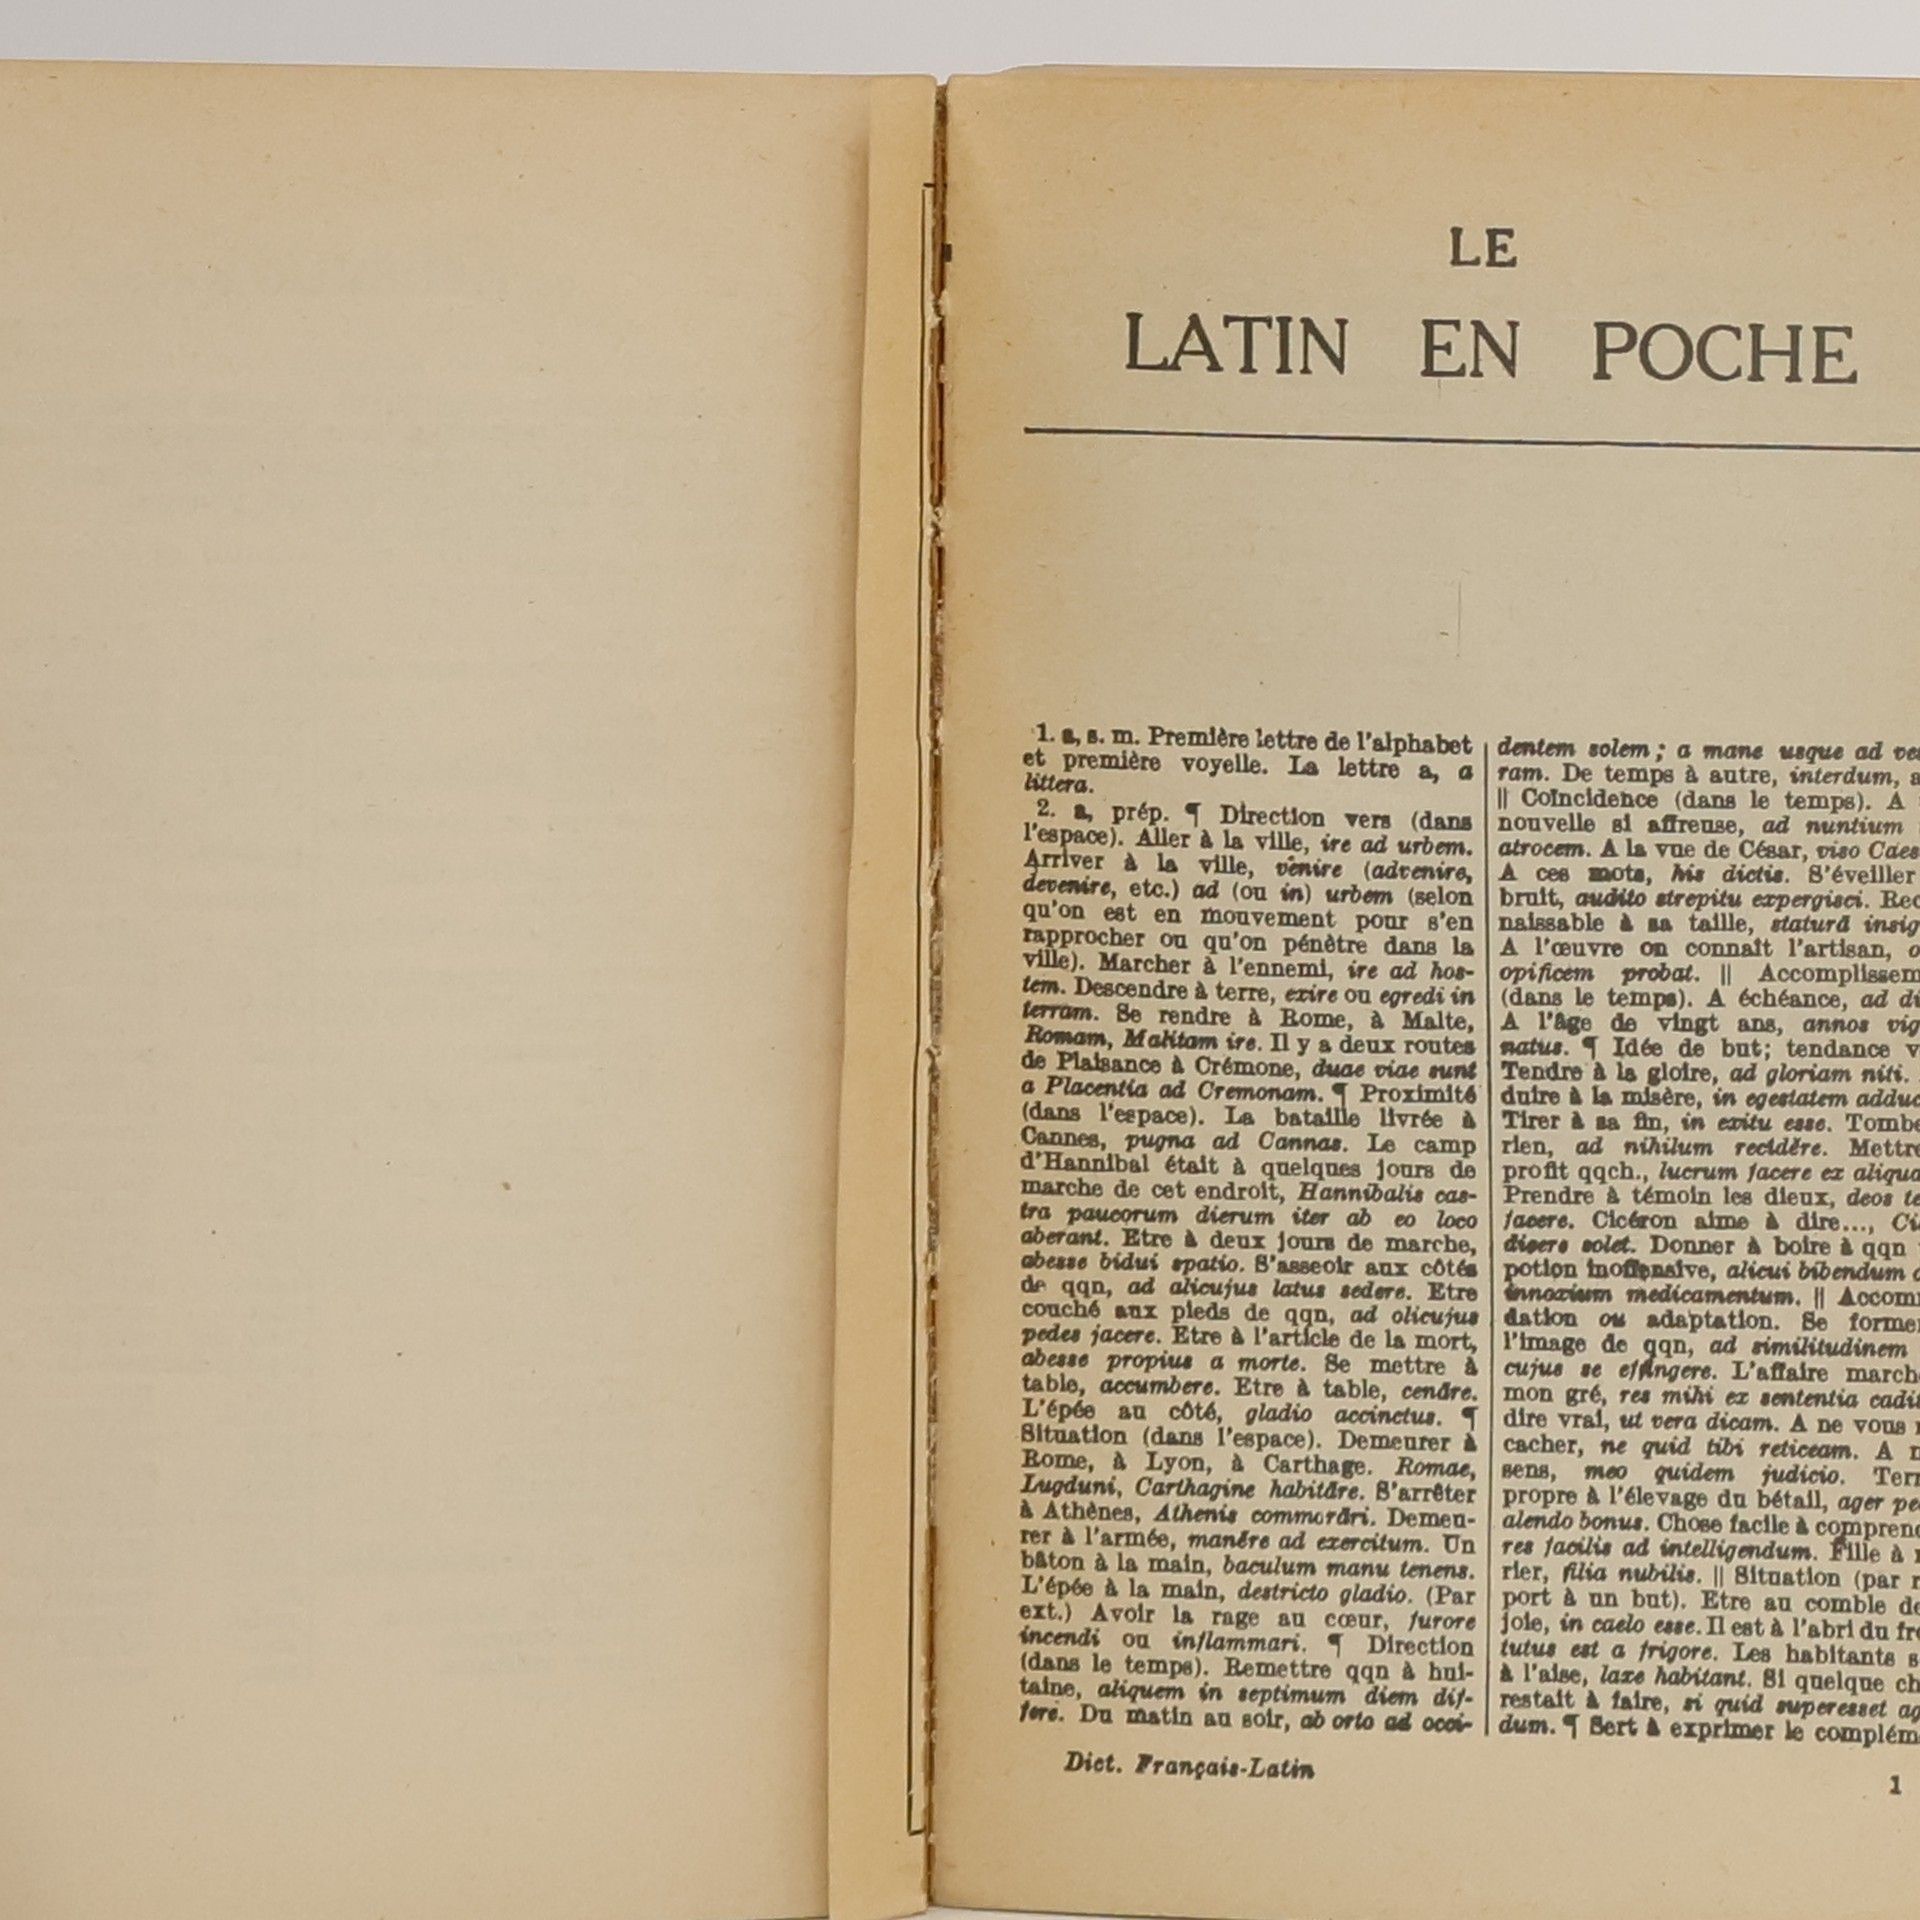 LE
LATIN EN POCHE
1. a, s. m. Première lettre de l'alphabet
et première voyelle. La lettre a, a
littera.
2. a, prép. ¶ Direction vers (dans
l'espace). Aller à la ville, ire ad urbem.
Arriver à la ville, venire (advenire,
devenire, etc.) ad (ou in) urbem (selon
qu'on est en mouvement pour s'en
rapprocher ou qu'on pénètre dans la
ville). Marcher à l'ennemi, ire ad hos-
tem. Descendre à terre, exire ou egredi in
terram. Se rendre à Rome, à Malte,
Romam, Malitam ire. Il y a deux routes
de Plaisance à Crémone, duae viae sunt
a Placentia ad Cremonam. ¶ Proximité
(dans l'espace). La bataille livrée à
Cannes, pugna ad Cannas. Le camp
d'Hannibal était à quelques jours de
marche de cet endroit, Hannibalis cas-
tra paucorum dierum iter ab eo loco
aberant. Etre à deux jours de marche,
abesse bidui spatio. S'asseoir aux côtés
de qqn, ad alicujus latus sedere. Etre
couché aux pieds de qqn, ad olicujus
pedes jacere. Etre à l'article de la mort,
abesse propius a morte. Se mettre à
table, accumbere. Etre à table, cenāre.
L'épée au côté, gladio accinctus. ¶
Situation (dans l'espace). Demeurer à
Rome, à Lyon, à Carthage. Romae,
Lugduni, Carthagine habitāre. S'arrêter
à Athènes, Athenis commorāri. Demeu-
rer à l'armée, manēre ad exercitum. Un
bâton à la main, baculum manu tenens.
L'épée à la main, destricto gladio. (Par
ext.) Avoir la rage au cœur, furore
incendi ou inflammari. ¶ Direction
(dans le temps). Remettre qqn à hui-
taine, aliquem in septimum diem dif-
fere. Du matin au soir, ab orto ad occi-
dentem solem ; a mane usque ad
ram. De temps à autre, interdum,
|| Coïncidence (dans le temps). A
nouvelle si affreuse, ad nuntium
atrocem. A la vue de César, viso
A ces mots, his dictis. S'éveiller
bruit, audito strepitu expergisci.
naissable à sa taille, staturā
A l'œuvre on connaît l'artisan,
opificem probat. ||
(dans le temps). A échéance, ad
A l'âge de vingt ans, annos
natus. ¶ Idée de but; tendance
Tendre à la gloire, ad gloriam niti.
duire à la misère, in egestatem
Tirer à sa fin, in exitu esse.
rien, ad nihilum recidĕre.
profit qqch., lucrum facere ex
Prendre à témoin les dieux, deos
facere. Cicéron aime à dire...,
dicere solet. Donner à boire à qqn
potion inoffensive, alicui bibendum
innoxium medicamentum. ||
dation ou adaptation. Se
l'image de qqn, ad similitudinem
cujus se effingere. L'affaire
mon gré, res mihi ex sententia
dire vrai, ut vera dicam. A ne vous
cacher, ne quid tibi reticeam. A
sens, meo quidem judicio.
propre à l'élevage du bétail, ager
alendo bonus. Chose facile à
res facilis ad intelligendum. Fille à
rier, filia nubilis. || Situation (par
port à un but). Etre au comble
joie, in caelo esse. Il est à l'abri du
tutus est a frigore. Les habitants
à l'aise, laxe habitant. Si quelque
restait à faire, si quid superesset
dum. ¶ Sert à exprimer le
Dict. Français-Latin
1